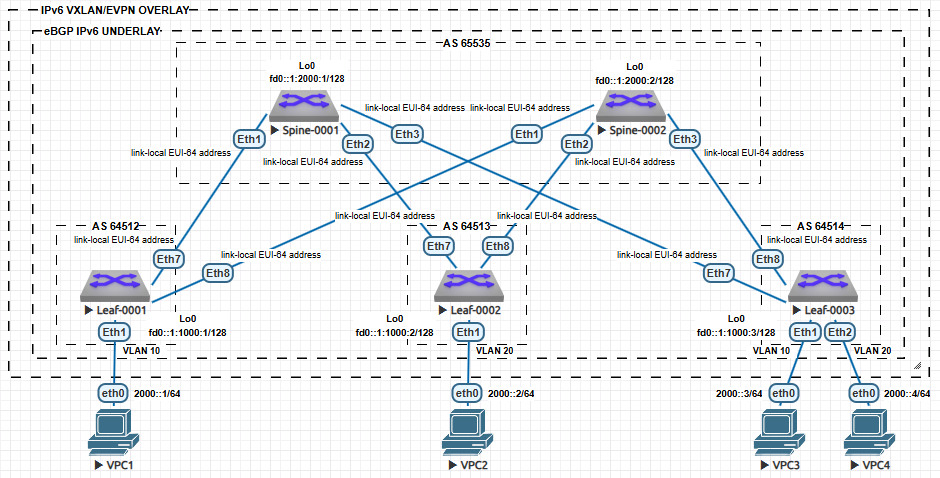 IPv6 VXLAN/EVPN OVERLAY
eBGP IPv6 UNDERLAY
AS 65535
Lo0
fd0::1:2000:1/128
Lo0
fd0::1:2000:2/128
link-local EUI-64 address
link-local EUI-64 address
Spine-0001
Spine-0002
Eth1
Eth2
Eth3
Eth1
Eth2
Eth3
link-local EUI-64 address
link-local EUI-64 address
link-local EUI-64 address
link-local EUI-64 address
link-local EUI-64 address
link-local EUI-64 address
AS 64512
AS 64513
AS 64514
link-local EUI-64 address
link-local EUI-64 address
Eth7
Eth8
Eth7
Eth8
Eth7
Eth8
link-local EUI-64 address
link-local EUI-64 address
Leaf-0001
Leaf-0002
Leaf-0003
Lo0
fd0::1:1000:1/128
Lo0
fd0::1:1000:2/128
Lo0
fd0::1:1000:3/128
Eth1
Eth1
Eth1
Eth2
VLAN 10
VLAN 20
VLAN 10
VLAN 20
eth0
2000::1/64
eth0
2000::2/64
2000::3/64
eth0
eth0
2000::4/64
VPC1
VPC2
VPC3
VPC4